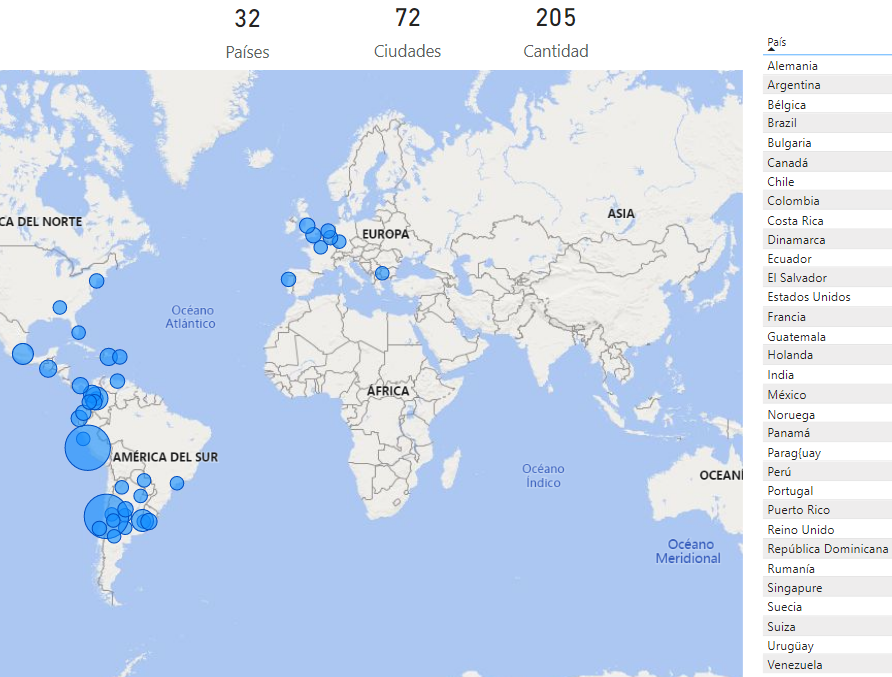 32
72
205
Países
Ciudades
Cantidad
CA DEL NORTE
EUROPA
ASIA
Océano
Atlántico
ÁFRICA
AMÉRICA DEL SUR
Océano
Índico
OCEANÍ
Océano
Meridional
País
Alemania
Argentina
Bélgica
Brazil
Bulgaria
Canadá
Chile
Colombia
Costa Rica
Dinamarca
Ecuador
El Salvador
Estados Unidos
Francia
Guatemala
Holanda
India
México
Noruega
Panamá
Parag{uay
Perú
Portugal
Puerto Rico
Reino Unido
República Dominicana
Rumanía
Singapure
Suecia
Suiza
Urugüay
Venezuela